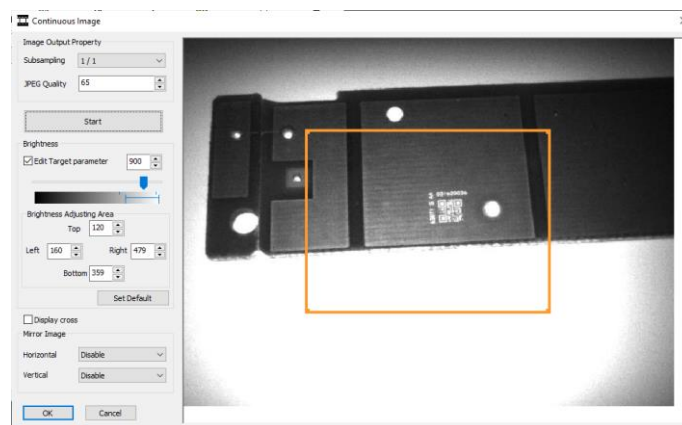 Continuous Image
Image Output Property
Subsampling 1 / 1
JPEG Quality 65
Start
Brightness
Edit Target parameter 900
Brightness Adjusting Area
Top 120
Left 160 Right 479
Bottom 359
Set Default
Display cross
Mirror Image
Horizontal Disable
Vertical Disable
OK Cancel